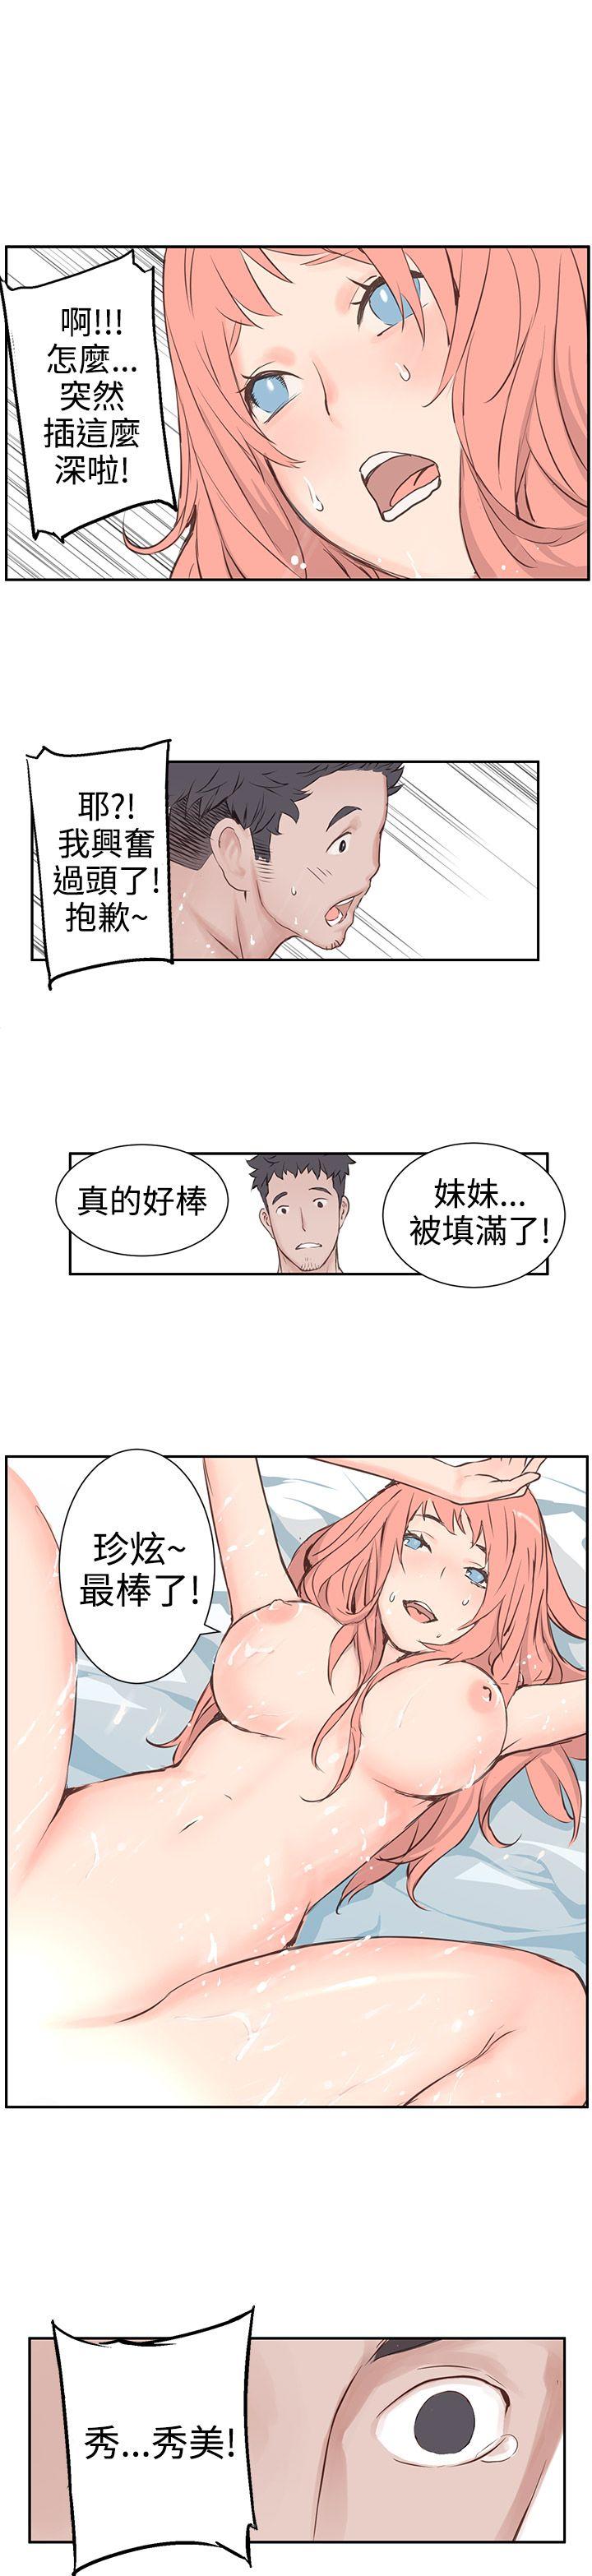 啊!!!
怎麼...
突然
插這麼
深啦!
耶?!
我興奮
過頭了!
抱歉~
真的好棒
妹妹...
被填滿了!
珍炫~
最棒了!
秀...秀美!